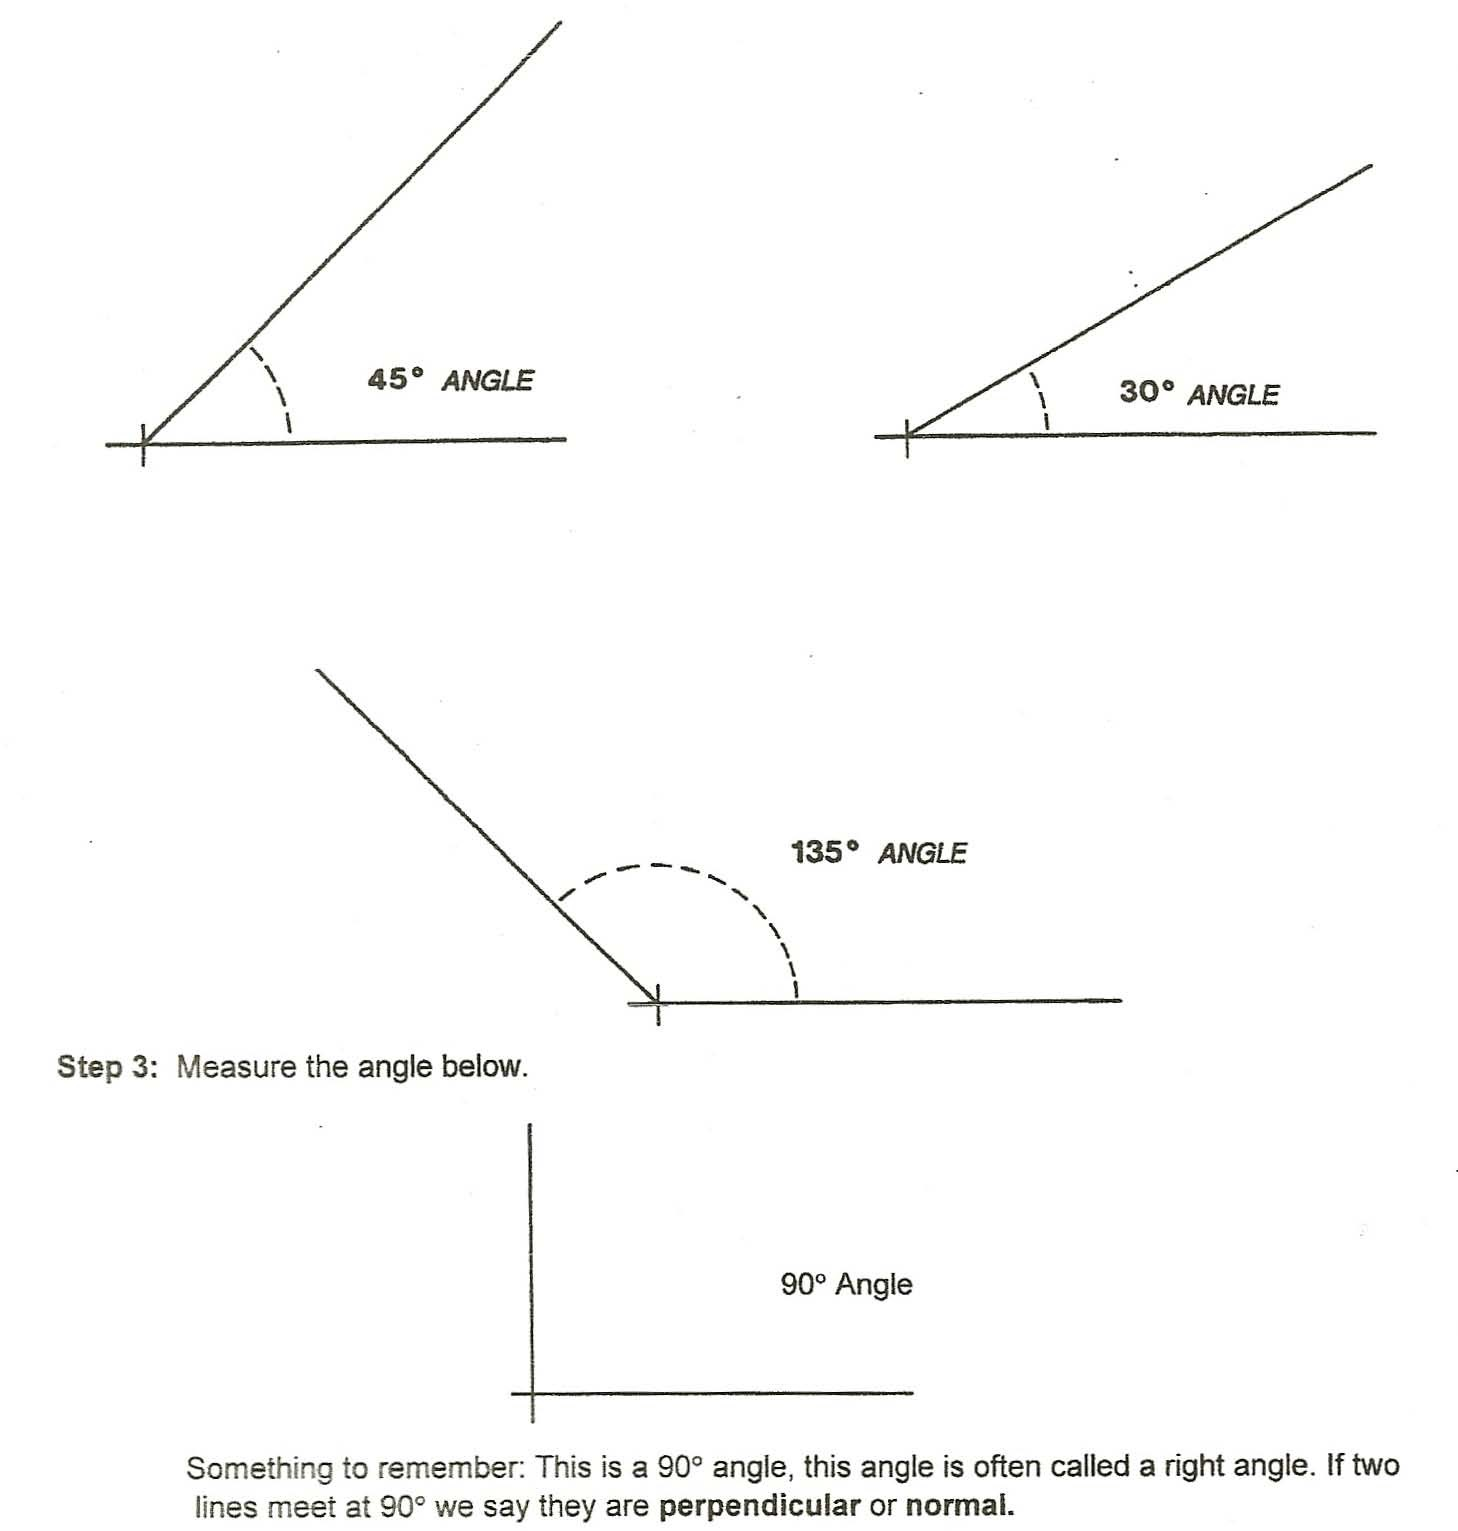 45° ANGLE
30° ANGLE
135° ANGLE
Step 3: Measure the angle below.
90° Angle
Something to remember: This is a 90° angle, this angle is often called a right angle. If two
lines meet at 90° we say they are perpendicular or normal.